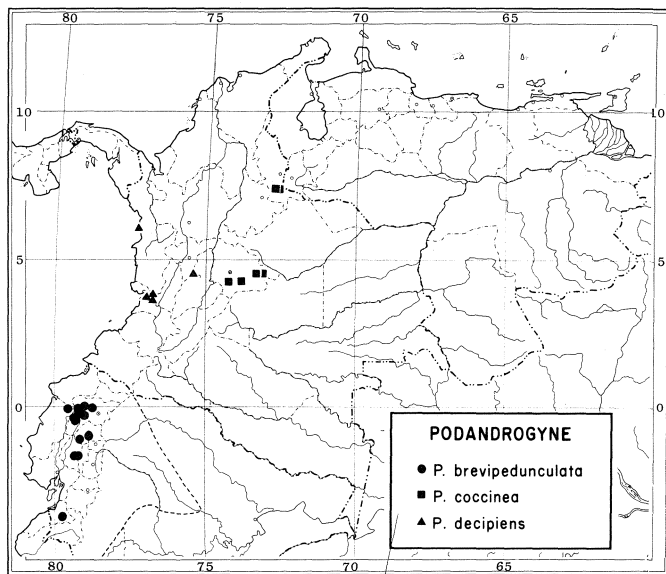 80 75 70 65
10 10
5 5
0 0
PODANDROGYNE
P. brevipedunculata
P. coccinea
P. decipiens
80 75 70 65